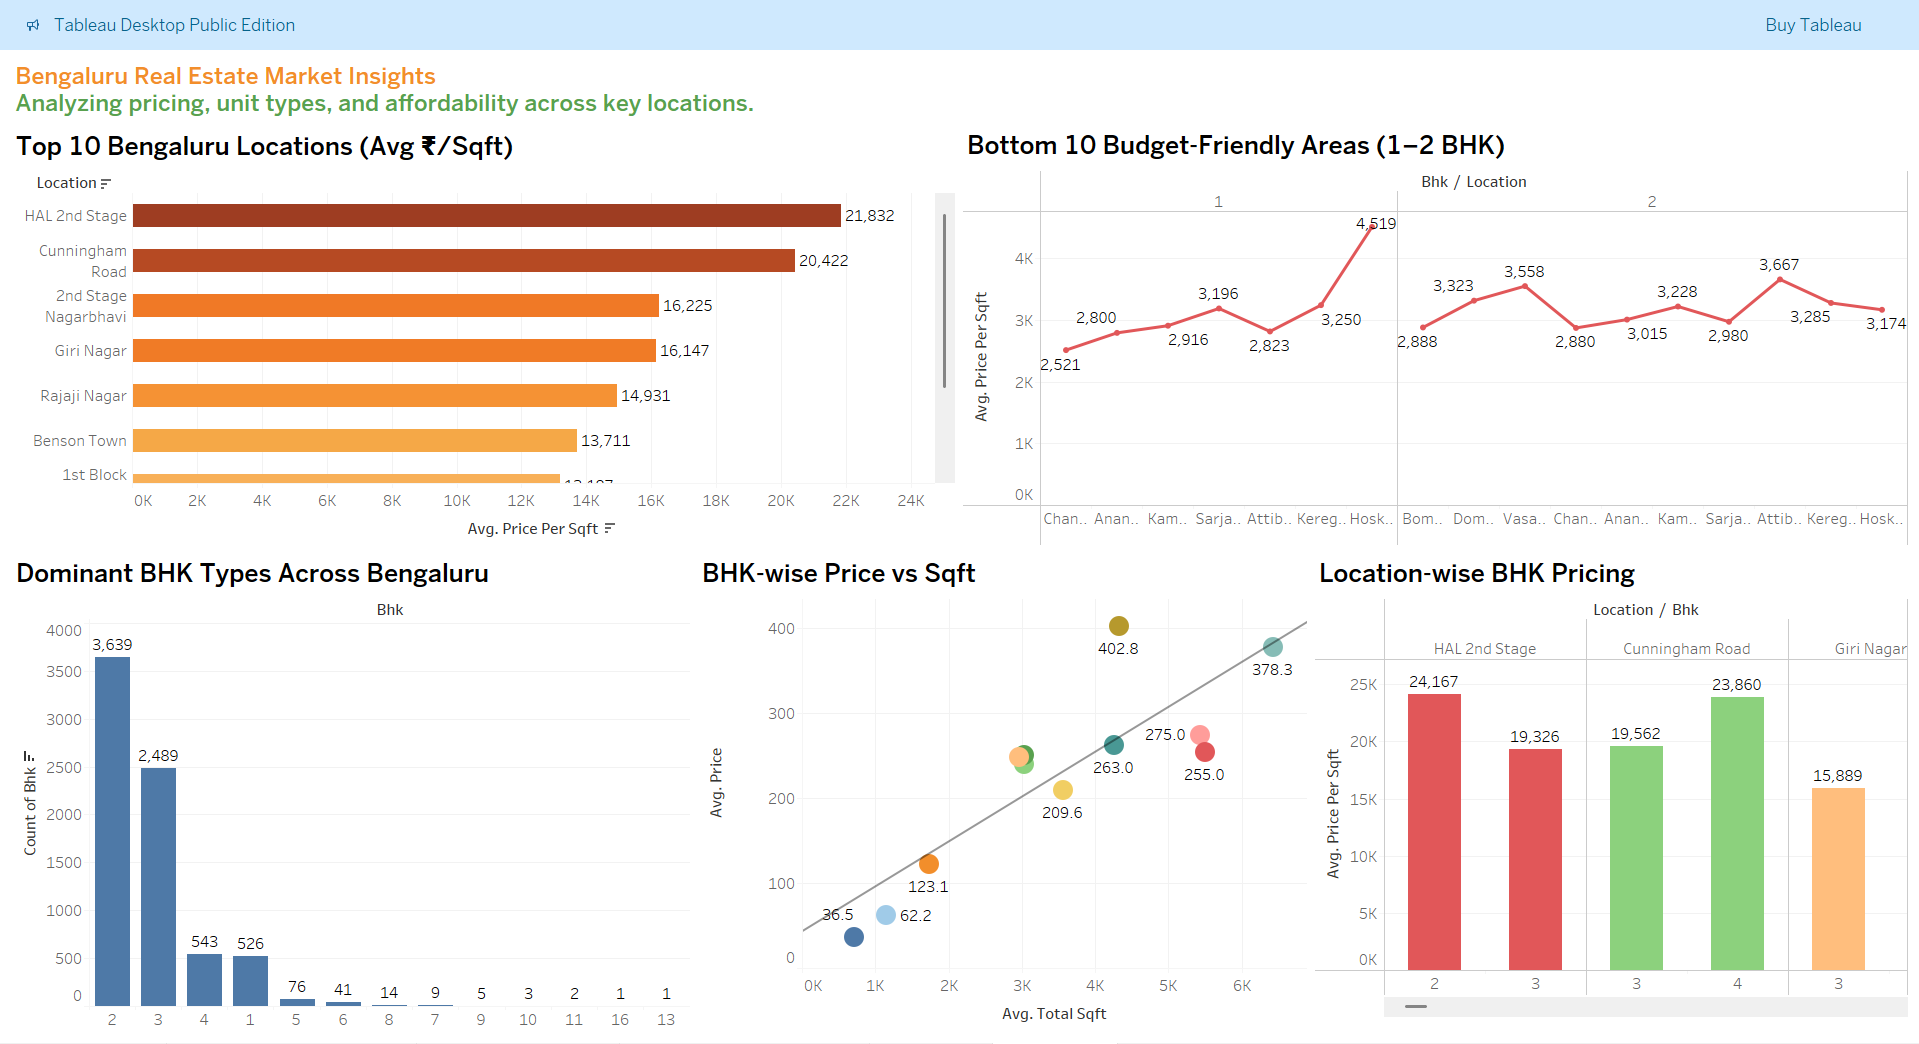 Tableau Desktop Public Edition
Buy Tableau
Bengaluru Real Estate Market Insights
Analyzing pricing, unit types, and affordability across key locations.
Top 10 Bengaluru Locations (Avg ₹/Sqft)
Location
HAL 2nd Stage
21,832
Cunningham
Road
20,422
2nd Stage
Nagarbhavi
16,225
Giri Nagar
16,147
Rajaji Nagar
14,931
Benson Town
13,711
1st Block
0K 2K 4K 6K 8K 10K 12K 14K 16K 18K 20K 22K 24K
Avg. Price Per Sqft
Bottom 10 Budget-Friendly Areas (1–2 BHK)
Bhk / Location
1 2
Avg. Price Per Sqft
4K
3K
2K
1K
0K
2,521 2,800 2,916 3,196 2,823 3,250 4,519
2,888 3,323 3,558 2,880 3,015 3,228 2,980 3,667 3,285 3,174
Chan.. Anan.. Kam.. Sarja.. Attib.. Kereg.. Hosk.. Bom.. Dom.. Vasa.. Chan.. Anan.. Kam.. Sarja.. Attib.. Kereg.. Hosk..
Dominant BHK Types Across Bengaluru
Bhk
Count of Bhk
4000
3500
3000
2500
2000
1500
1000
500
0
3,639 2,489 543 526 76 41 14 9 5 3 2 1 1
2 3 4 1 5 6 8 7 9 10 11 16 13
BHK-wise Price vs Sqft
Avg. Price
400
300
200
100
0
402.8
378.3
275.0
263.0
255.0
209.6
123.1
36.5
62.2
0K 1K 2K 3K 4K 5K 6K
Avg. Total Sqft
Location-wise BHK Pricing
Location / Bhk
HAL 2nd Stage Cunningham Road Giri Nagar
Avg. Price Per Sqft
25K
20K
15K
10K
5K
0K
24,167 19,326 19,562 23,860 15,889
2 3 3 4 3